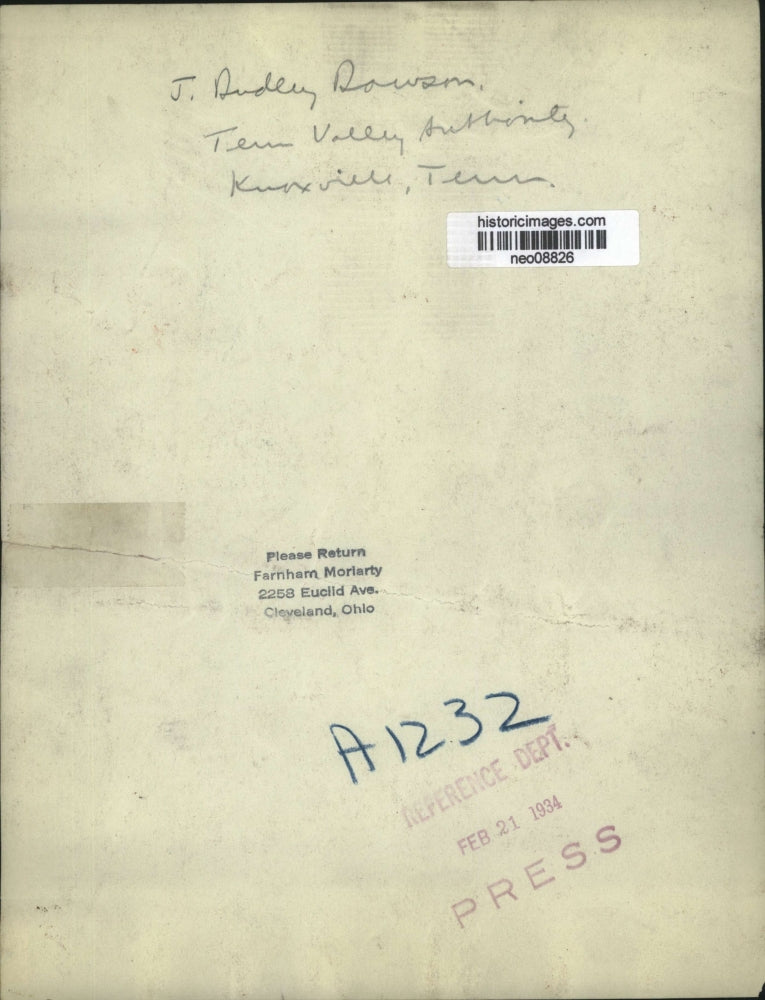 J. Dudley Dawson.
Tenn Valley Authority.
Knoxville, Tenn.
historicimages.com
neo08826
Please Return
Farnham Moriarty
2258 Euclid Ave.
Cleveland, Ohio
A1232
REFERENCE DEPT.
FEB 21 1934
PRESS